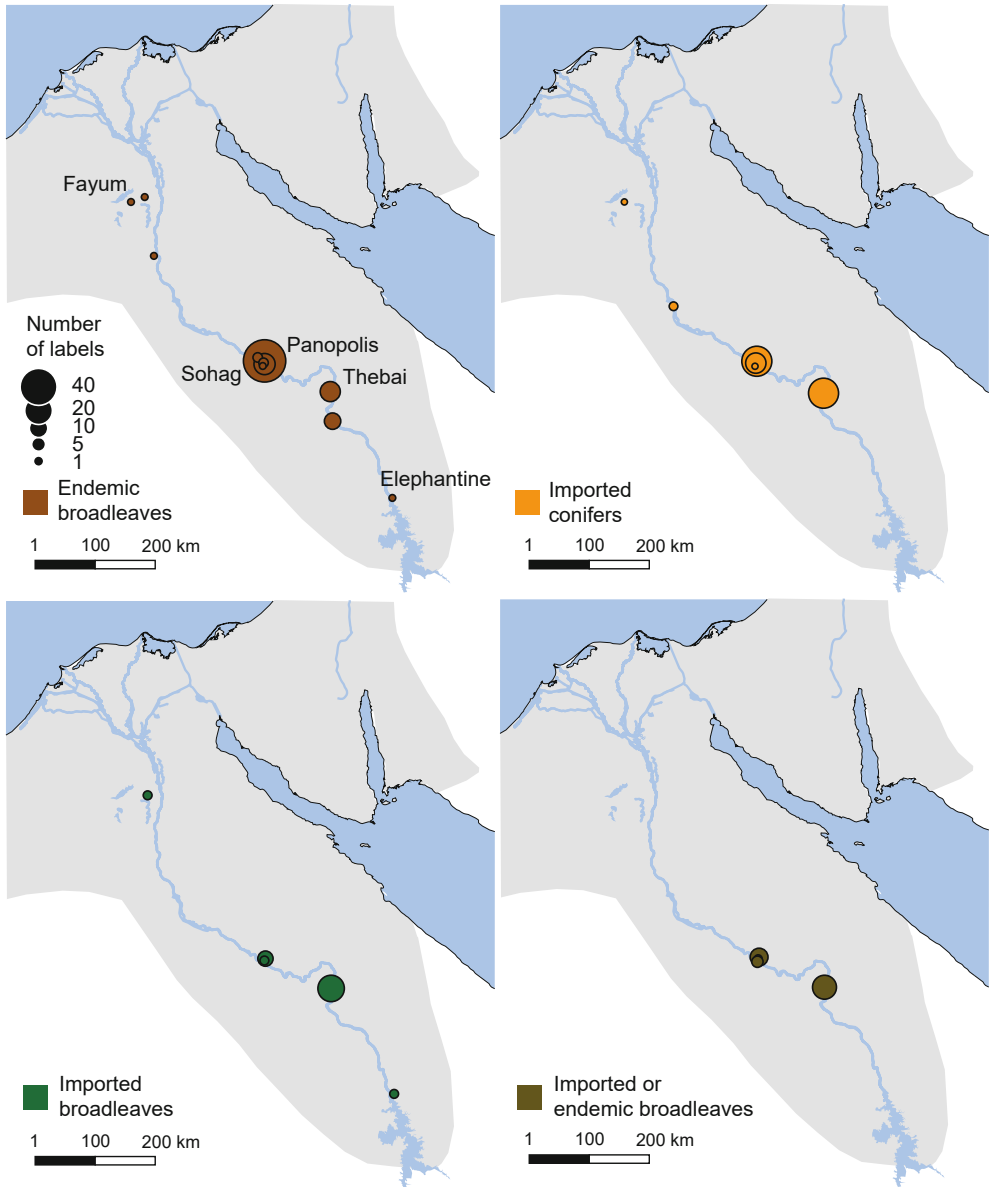 Fayum
Number
of labels
Panopolis
Sohag
Thebai
40
20
10
5
1
Elephantine
Endemic
broadleaves
1 100 200 km
Imported
conifers
1 100 200 km
Imported
broadleaves
1 100 200 km
Imported or
endemic broadleaves
1 100 200 km